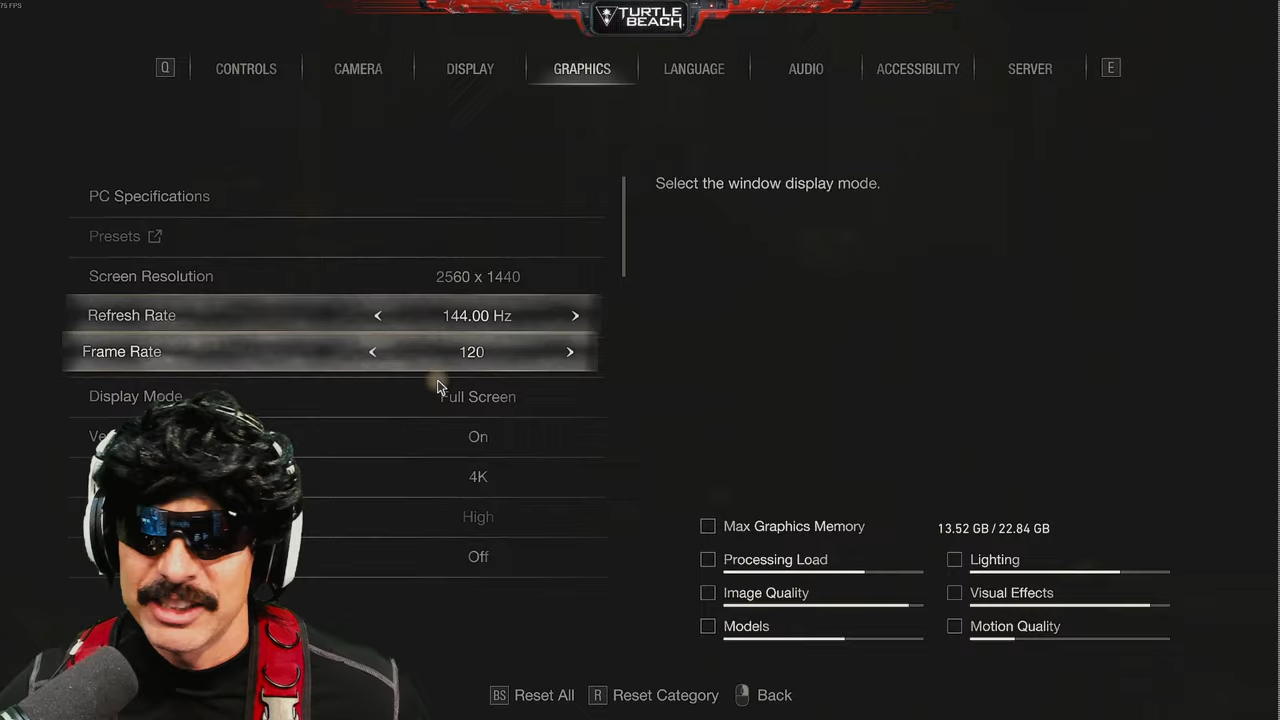 75 FPS
TURTLE
BEACH
Q CONTROLS CAMERA DISPLAY GRAPHICS LANGUAGE AUDIO ACCESSIBILITY SERVER E
PC Specifications
Select the window display mode.
Presets
Screen Resolution 2560 x 1440
Refresh Rate < 144.00 Hz >
Frame Rate < 120 >
Display Mode Full Screen
On
4K
High
Off
Max Graphics Memory 13.52 GB / 22.84 GB
Processing Load Lighting
Image Quality Visual Effects
Models Motion Quality
BS Reset All R Reset Category Back